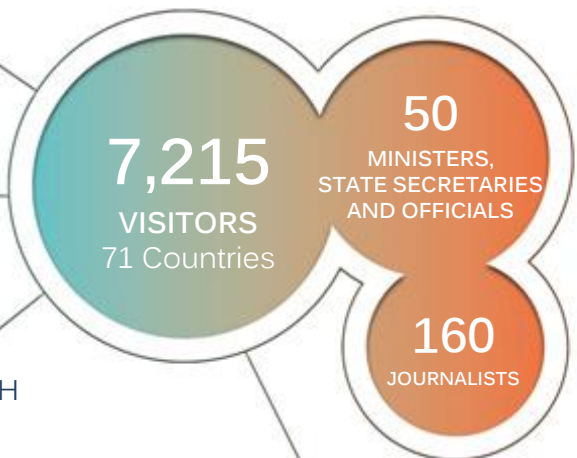 7,215
VISITORS
71 Countries
50
MINISTERS,
STATE SECRETARIES
AND OFFICIALS
160
JOURNALISTS
H